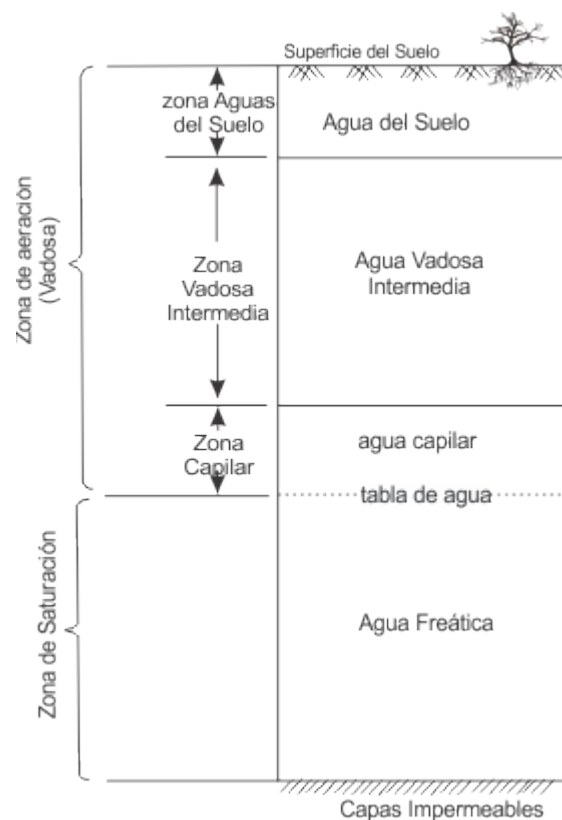 Superficie del Suelo
zona Aguas
del Suelo
Agua del Suelo
Zona de aeración
(Vadosa)
Zona
Vadosa
Intermedia
Agua Vadosa
Intermedia
Zona
Capilar
agua capilar
tabla de agua
Zona de Saturación
Agua Freática
Capas Impermeables